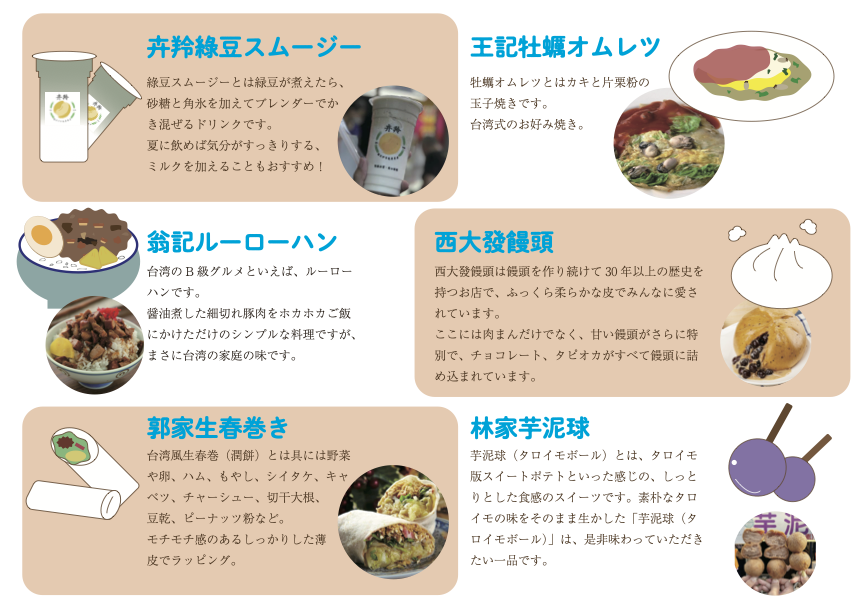 卉羚綠豆スムージー
綠豆スムージーとは緑豆が煮えたら、
砂糖と角氷を加えてブレンダーでか
き混ぜるドリンクです。
夏に飲めば気分がすっきりする、
ミルクを加えることもおすすめ！
卉羚
卉羚
王記牡蠣オムレツ
牡蠣オムレツとはカキと片栗粉の
玉子焼きです。
台湾式のお好み焼き。
翁記ルーローハン
台湾のB級グルメといえば、ルーロー
ハンです。
醤油煮した細切れ豚肉をホカホカご飯
にかけただけのシンプルな料理ですが、
まさに台湾の家庭の味です。
西大發饅頭
西大發饅頭は饅頭を作り続けて30年以上の歴史を
持つお店で、ふっくら柔らかな皮でみんなに愛さ
れています。
ここには肉まんだけでなく、甘い饅頭がさらに特
別で、チョコレート、タピオカがすべて饅頭に詰
め込まれています。
郭家生春巻き
台湾風生春巻（潤餅）とは具には野菜
や卵、ハム、もやし、シイタケ、キャ
ベツ、チャーシュー、切干大根、
豆乾、ピーナッツ粉など。
モチモチ感のあるしっかりした薄
皮でラッピング。
林家芋泥球
芋泥球（タロイモボール）とは、タロイモ
版スイートポテトといった感じの、しっと
りとした食感のスイーツです。素朴なタロ
イモの味をそのまま生かした「芋泥球（タ
ロイモボール）」は、是非味わっていただき
たい一品です。
芋泥